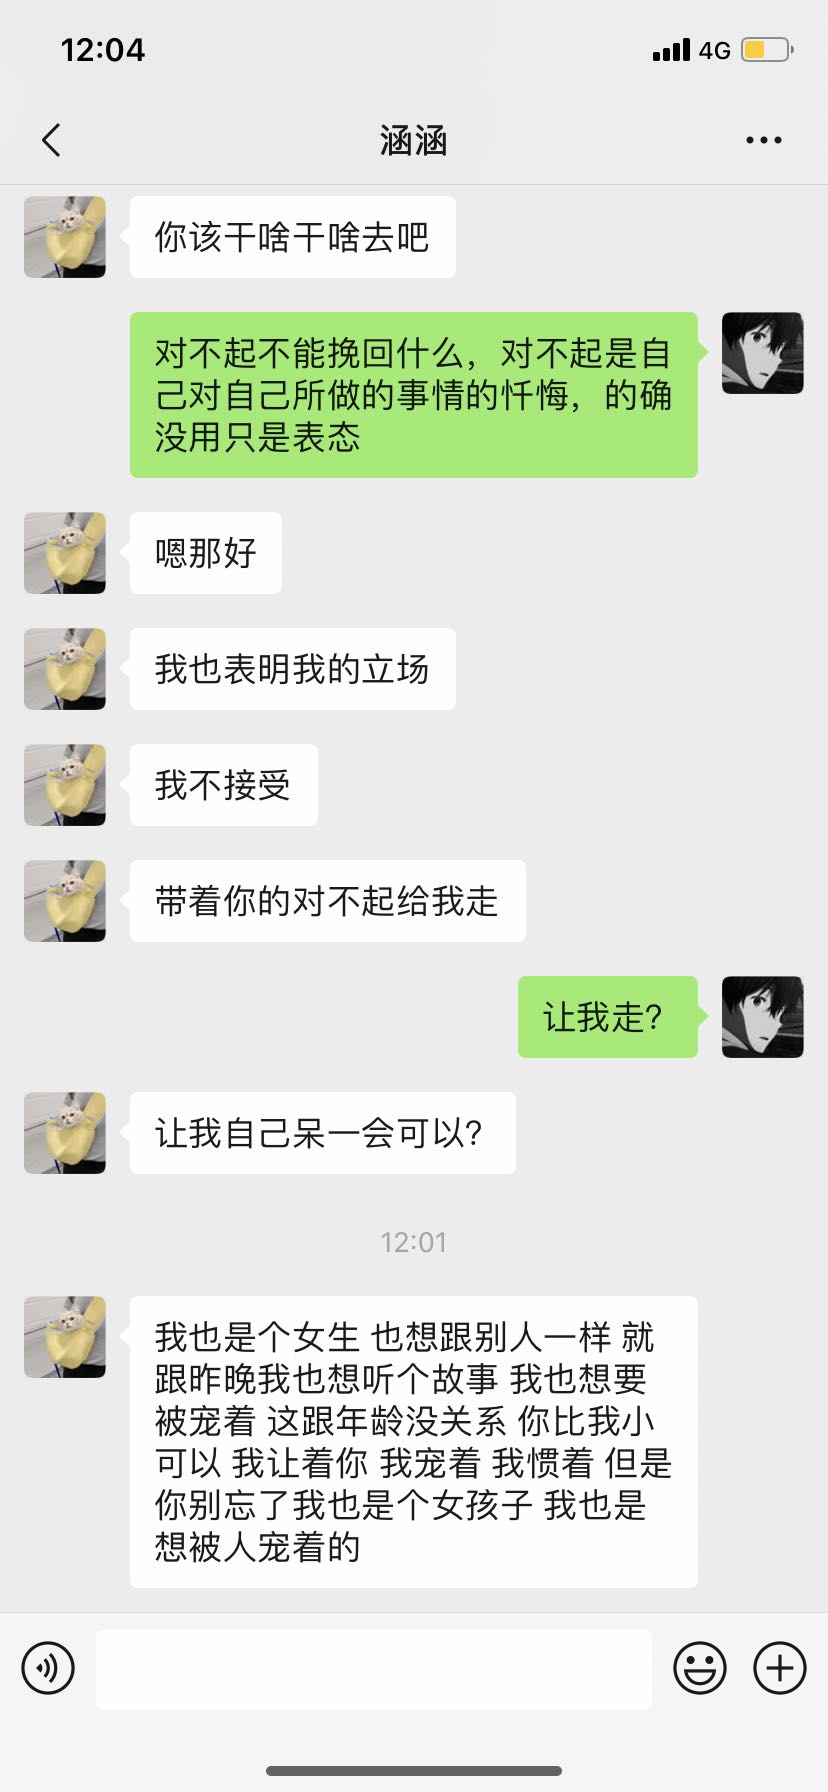 12:04
4G
涵涵
你该干啥干啥去吧
对不起不能挽回什么，对不起是自
己对自己所做的事情的忏悔，的确
没用只是表态
嗯那好
我也表明我的立场
我不接受
带着你的对不起给我走
让我走?
让我自己呆一会可以?
12:01
我也是个女生 也想跟别人一样 就
跟昨晚我也想听个故事 我也想要
被宠着 这跟年龄没关系 你比我小
可以 我让着你 我宠着 我惯着 但是
你别忘了我也是个女孩子 我也是
想被人宠着的